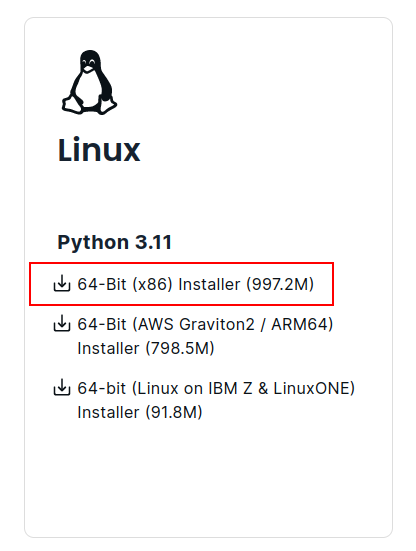 Linux
Python 3.11
64-Bit (x86) Installer (997.2M)
64-Bit (AWS Graviton2 / ARM64)
Installer (798.5M)
64-bit (Linux on IBM Z & LinuxONE)
Installer (91.8M)